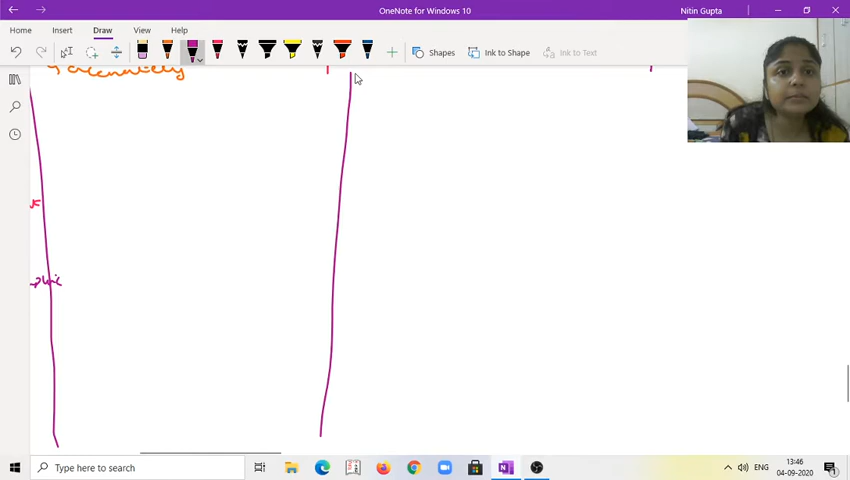 OneNote for Windows 10
Nitin Gupta
Home Insert Draw View Help
Shapes Ink to Shape Ink to Text
Type here to search
ENG
13:46
04-09-2020